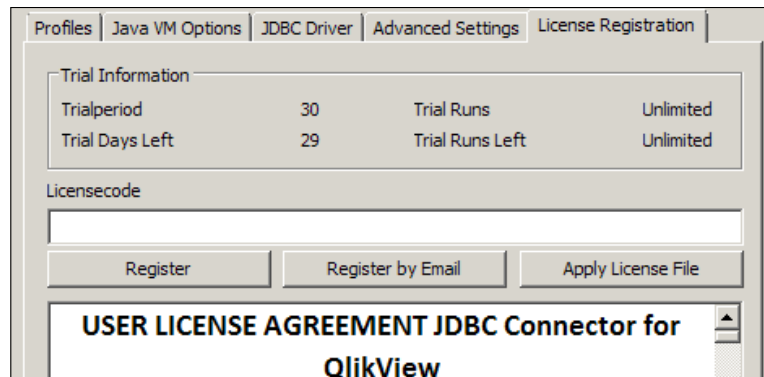 Profiles Java VM Options JDBC Driver Advanced Settings License Registration
Trial Information
Trialperiod 30 Trial Runs Unlimited
Trial Days Left 29 Trial Runs Left Unlimited
Licensecode
Register Register by Email Apply License File
USER LICENSE AGREEMENT JDBC Connector for
QlikView